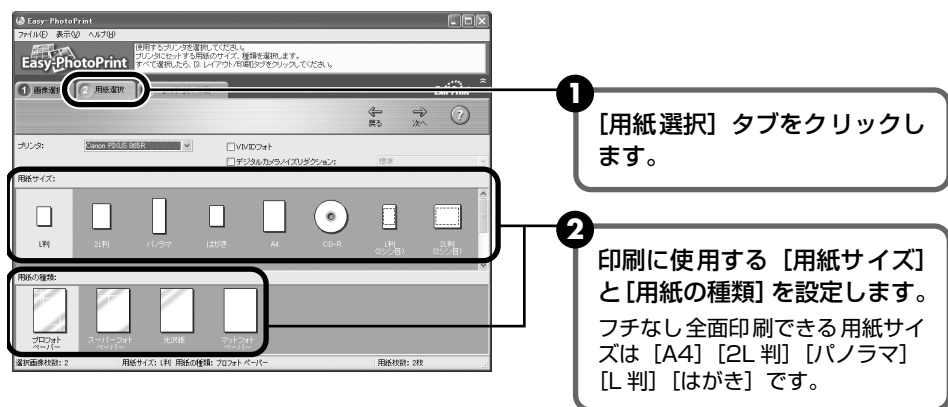 Easy-PhotoPrint
ファイル(F) 表示(V) ヘルプ(H)
使用するプリンタを選択してください。
プリンタにセットする用紙のサイズ、種類を選択します。
すべて選択したら、[3. レイアウト/印刷]タブをクリックしてください。
Easy-PhotoPrint
1 画像選
2 用紙選択
戻る 次へ
プリンタ: Canon PIXUS 865R
VIVIDフォト
デジタルカメラノイズリダクション: 標準
用紙サイズ:
L判 2L判 パノラマ はがき A4 CD-R L判(ミシン目) 2L判(ミシン目)
用紙の種類:
プロフォトペーパー スーパーフォトペーパー 光沢紙 マットフォトペーパー
選択画像枚数: 2 用紙サイズ: L判 用紙の種類: プロフォトペーパー 用紙枚数: 2枚
1
[用紙選択] タブをクリックし
ます。
2
印刷に使用する [用紙サイズ]
と[用紙の種類] を設定します。
フチなし全面印刷できる用紙サイ
ズは [A4] [2L 判] [パノラマ]
[L 判] [はがき] です。